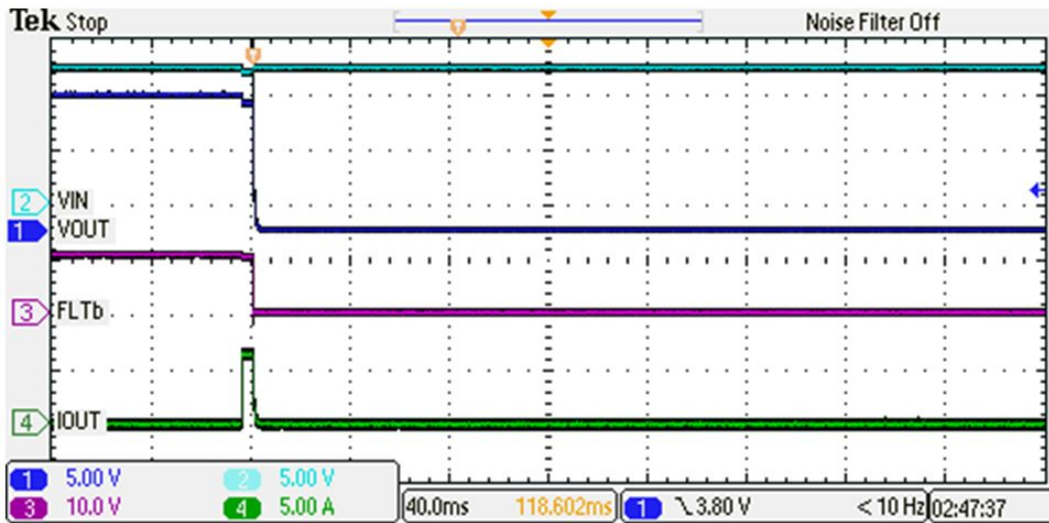 Tek Stop
Noise Filter Off
T
2 VIN
1 VOUT
3 FLTb
4 IOUT
1 5.00 V 2 5.00 V
3 10.0 V 4 5.00 A
40.0ms 118.602ms
1 3.80 V < 10 Hz
02:47:37